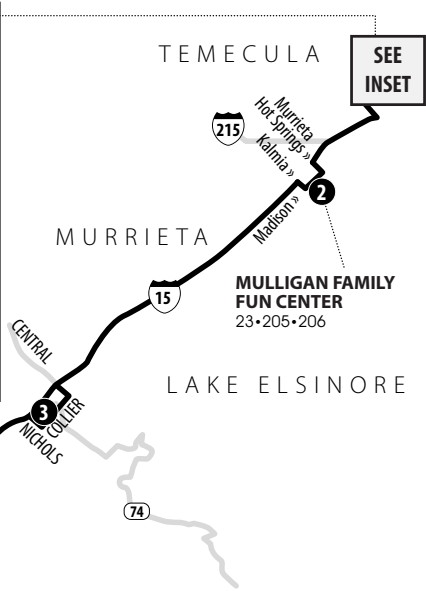 TEMECULA
SEE
INSET
215
Murrieta
Hot Springs »
Kalmia »
2
Madison »
MURRIETA
MULLIGAN FAMILY
FUN CENTER
23•205•206
15
LAKE ELSINORE
CENTRAL
3
COLLIER
NICHOLS
74